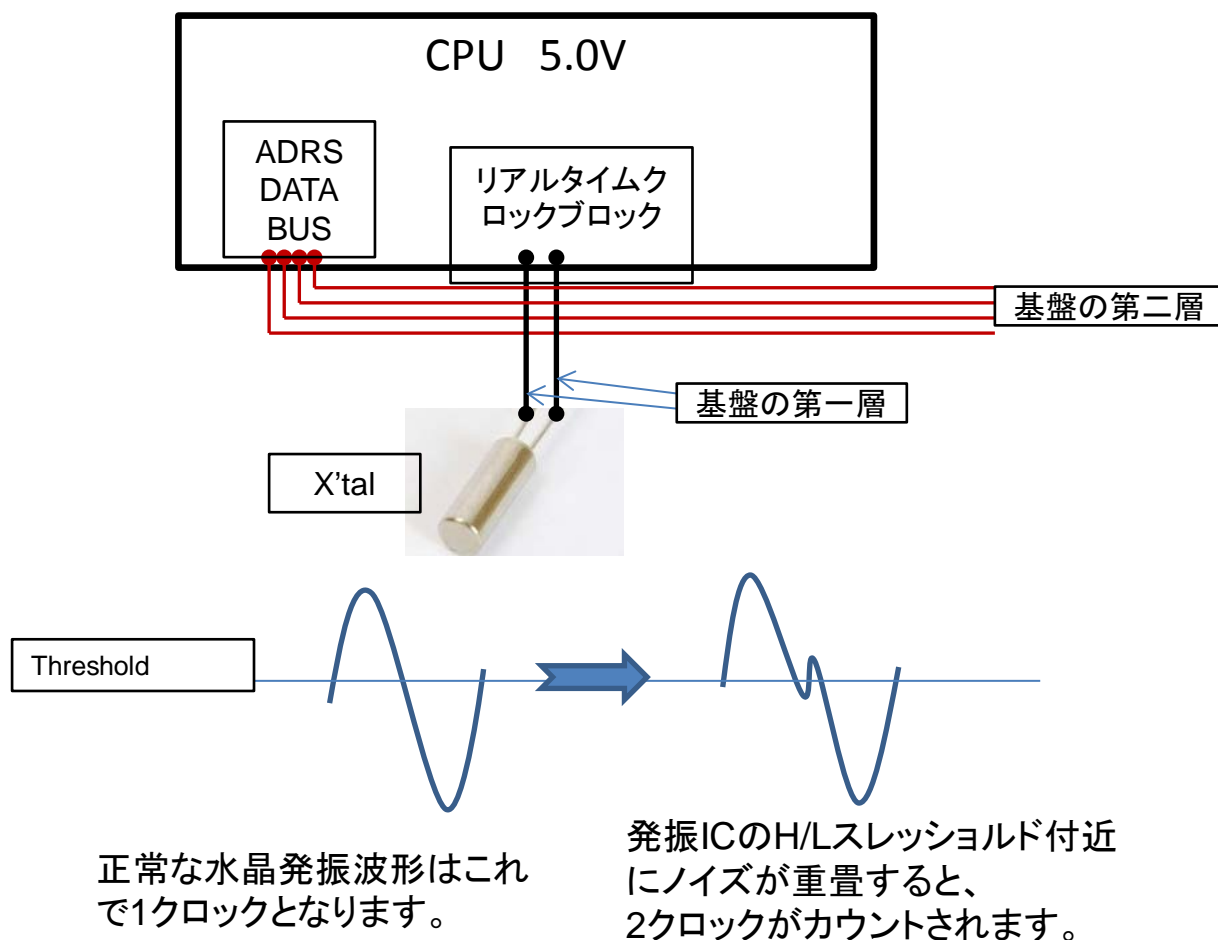 CPU 5.0V
ADRS
DATA
BUS
リアルタイムク
ロックブロック
基盤の第二層
基盤の第一層
X’tal
Threshold
正常な水晶発振波形はこれ
で1クロックとなります。
発振ICのH/Lスレッショルド付近
にノイズが重畳すると、
2クロックがカウントされます。